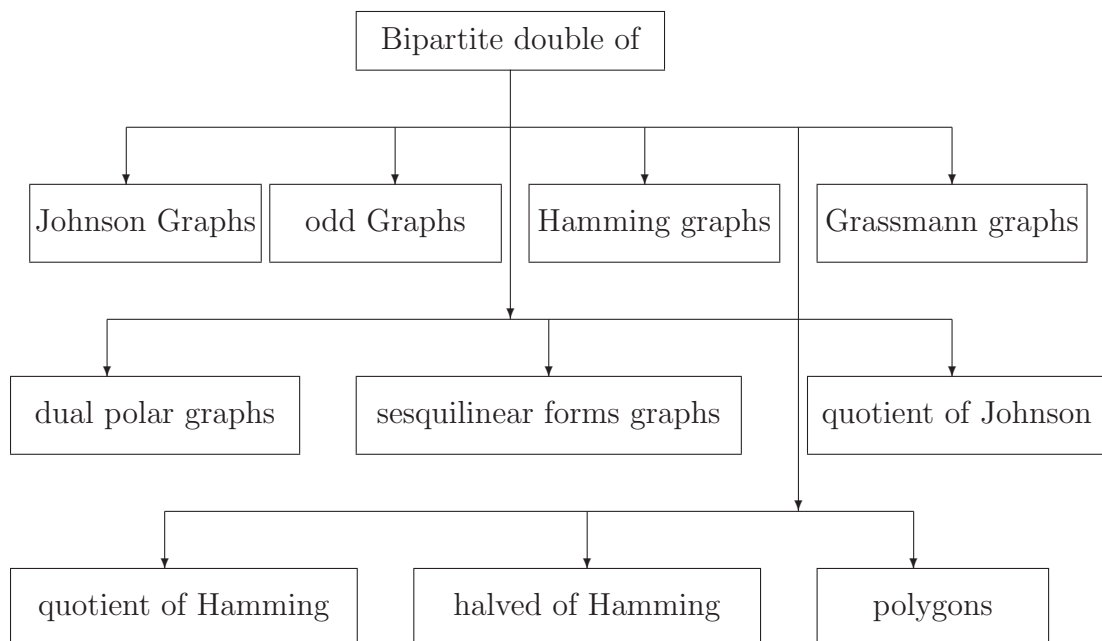 Bipartite double of
Johnson Graphs
odd Graphs
Hamming graphs
Grassmann graphs
dual polar graphs
sesquilinear forms graphs
quotient of Johnson
quotient of Hamming
halved of Hamming
polygons